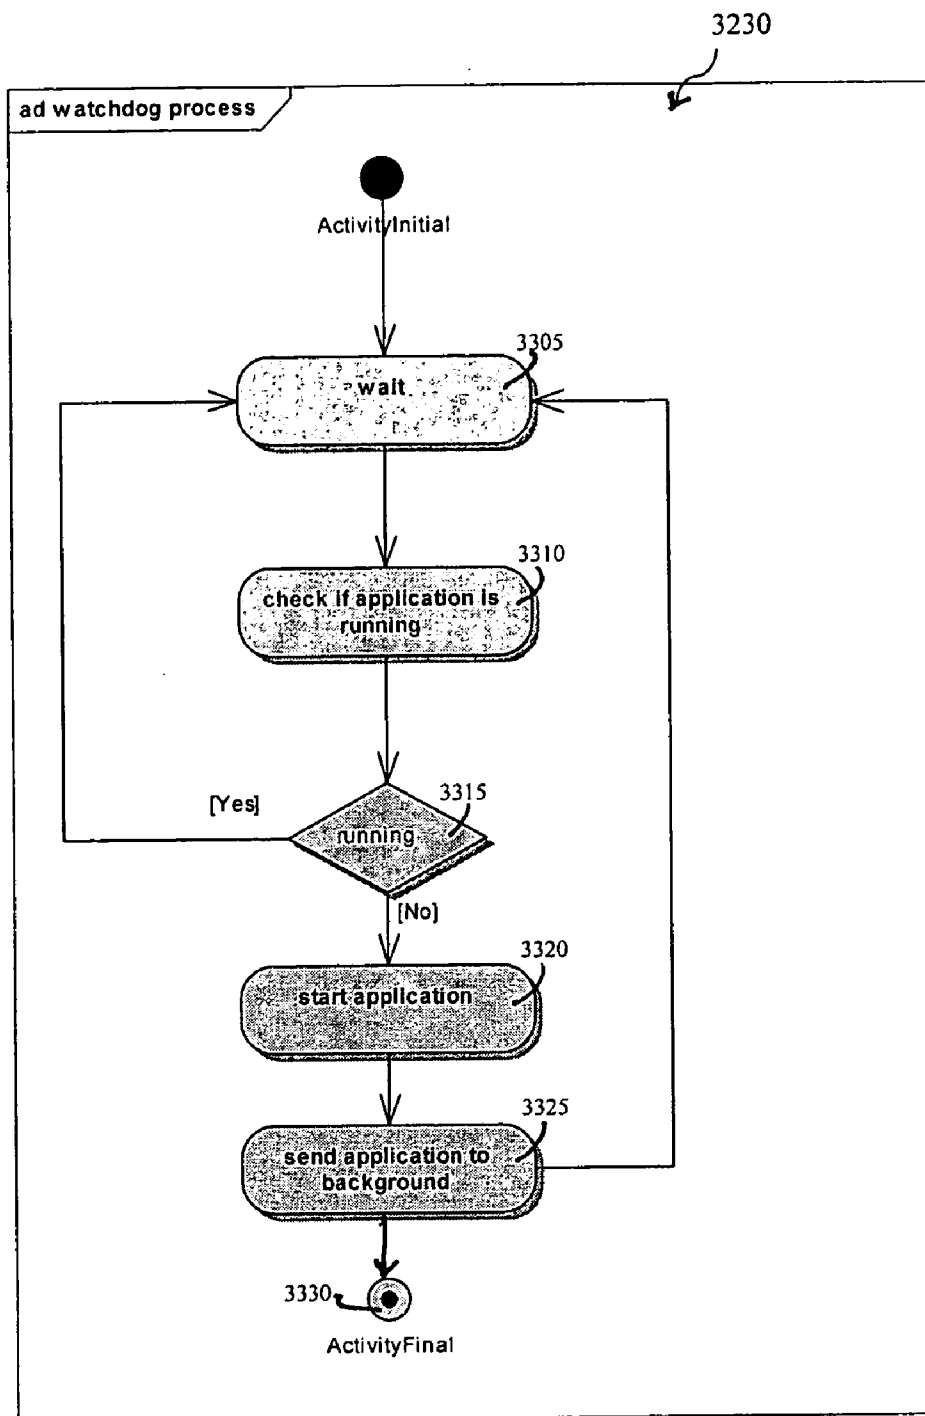 3230
ad watchdog process
ActivityInitial
3305
wait
3310
check if application is
running
3315
[Yes]
running
[No]
3320
start application
3325
send application to
background
3330
ActivityFinal